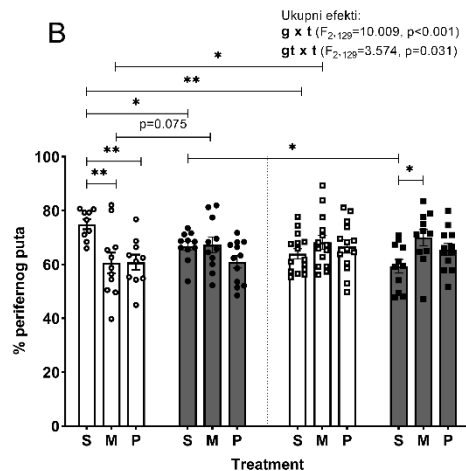 B
Ukupni efekti:
g x t (F2,129=10.009, p<0.001)
gt x t (F2,129=3.574, p=0.031)
*
*
**
*
p=0.075
*
**
**
*
% perifernog puta
100
80
60
40
20
0
S M P S M P S M P S M P
Treatment